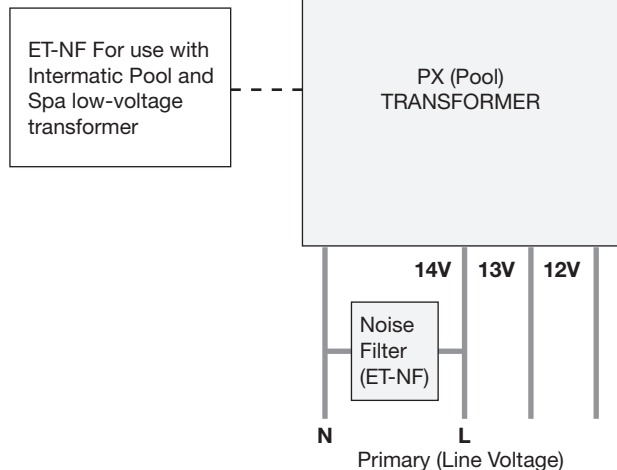 ET-NF For use with
Intermatic Pool and
Spa low-voltage
transformer
PX (Pool)
TRANSFORMER
14V 13V 12V
Noise
Filter
(ET-NF)
N L
Primary (Line Voltage)